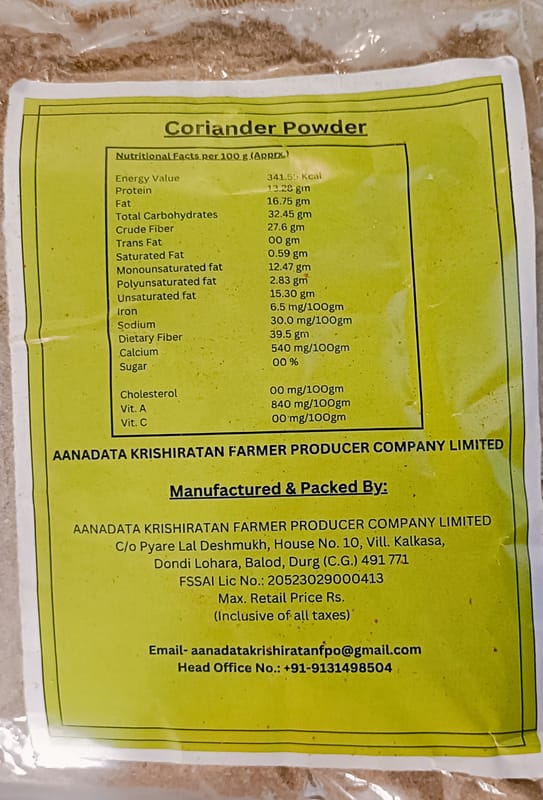 Coriander Powder
Nutritional Facts per 100 g (Apprx.)
Energy Value 341.55 Kcal
Protein 13.28 gm
Fat 16.75 gm
Total Carbohydrates 32.45 gm
Crude Fiber 27.6 gm
Trans Fat 00 gm
Saturated Fat 0.59 gm
Monounsaturated fat 12.47 gm
Polyunsaturated fat 2.83 gm
Unsaturated fat 15.30 gm
Iron 6.5 mg/100gm
Sodium 30.0 mg/100gm
Dietary Fiber 39.5 gm
Calcium 540 mg/100gm
Sugar 00 %
Cholesterol 00 mg/100gm
Vit. A 840 mg/100gm
Vit. C 00 mg/100gm
AANADATA KRISHIRATAN FARMER PRODUCER COMPANY LIMITED
Manufactured & Packed By:
AANADATA KRISHIRATAN FARMER PRODUCER COMPANY LIMITED
C/o Pyare Lal Deshmukh, House No. 10, Vill. Kalkasa,
Dondi Lohara, Balod, Durg (C.G.) 491 771
FSSAI Lic No.: 20523029000413
Max. Retail Price Rs.
(Inclusive of all taxes)
Email- aanadatakrishiratanfpo@gmail.com
Head Office No.: +91-9131498504